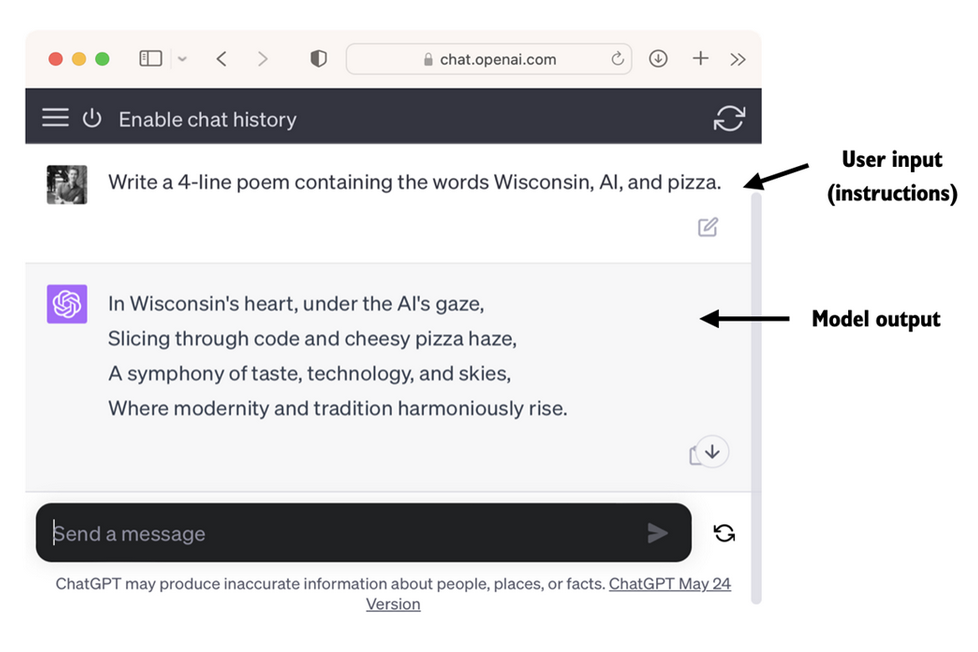 chat.openai.com
Enable chat history
Write a 4-line poem containing the words Wisconsin, AI, and pizza.
User input
(instructions)
In Wisconsin's heart, under the AI's gaze,
Slicing through code and cheesy pizza haze,
A symphony of taste, technology, and skies,
Where modernity and tradition harmoniously rise.
Model output
Send a message
ChatGPT may produce inaccurate information about people, places, or facts. ChatGPT May 24
Version